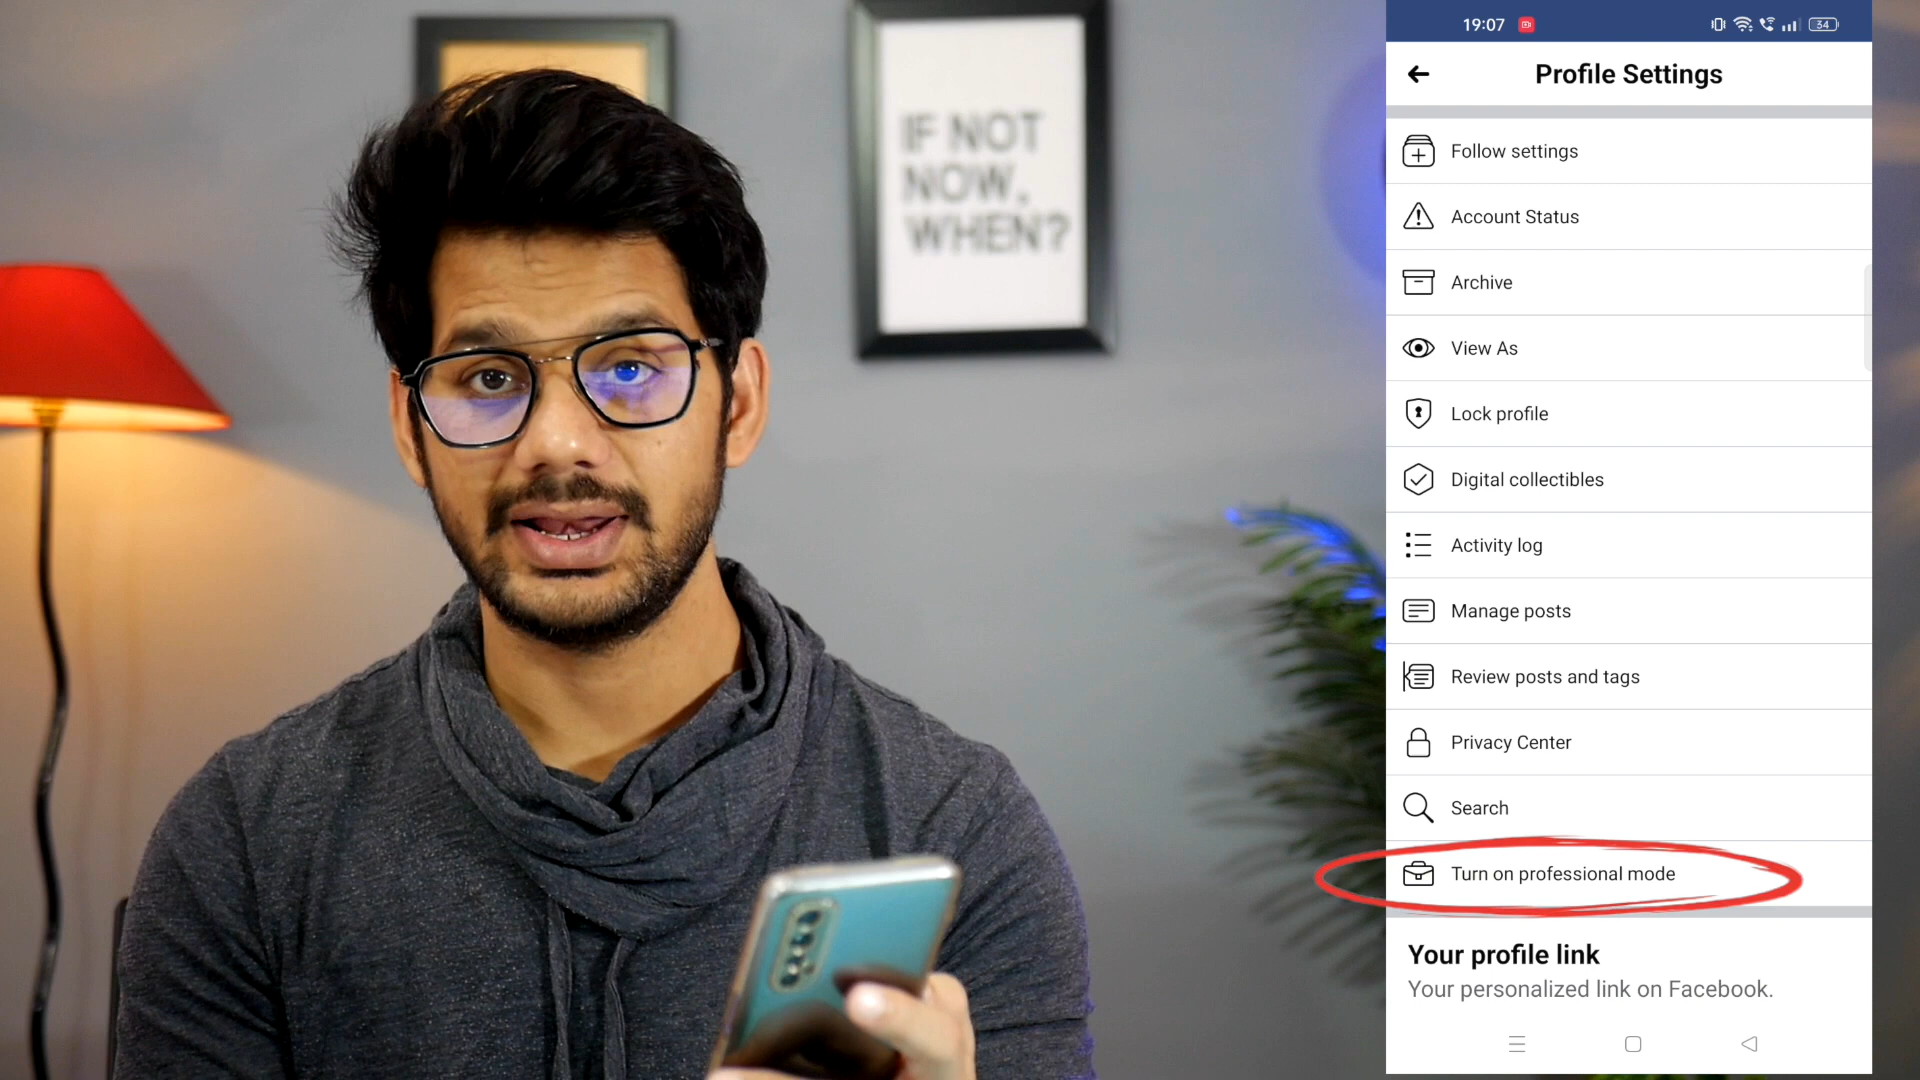 IF NOT
NOW,
WHEN?
19:07
34
Profile Settings
Follow settings
Account Status
Archive
View As
Lock profile
Digital collectibles
Activity log
Manage posts
Review posts and tags
Privacy Center
Search
Turn on professional mode
Your profile link
Your personalized link on Facebook.